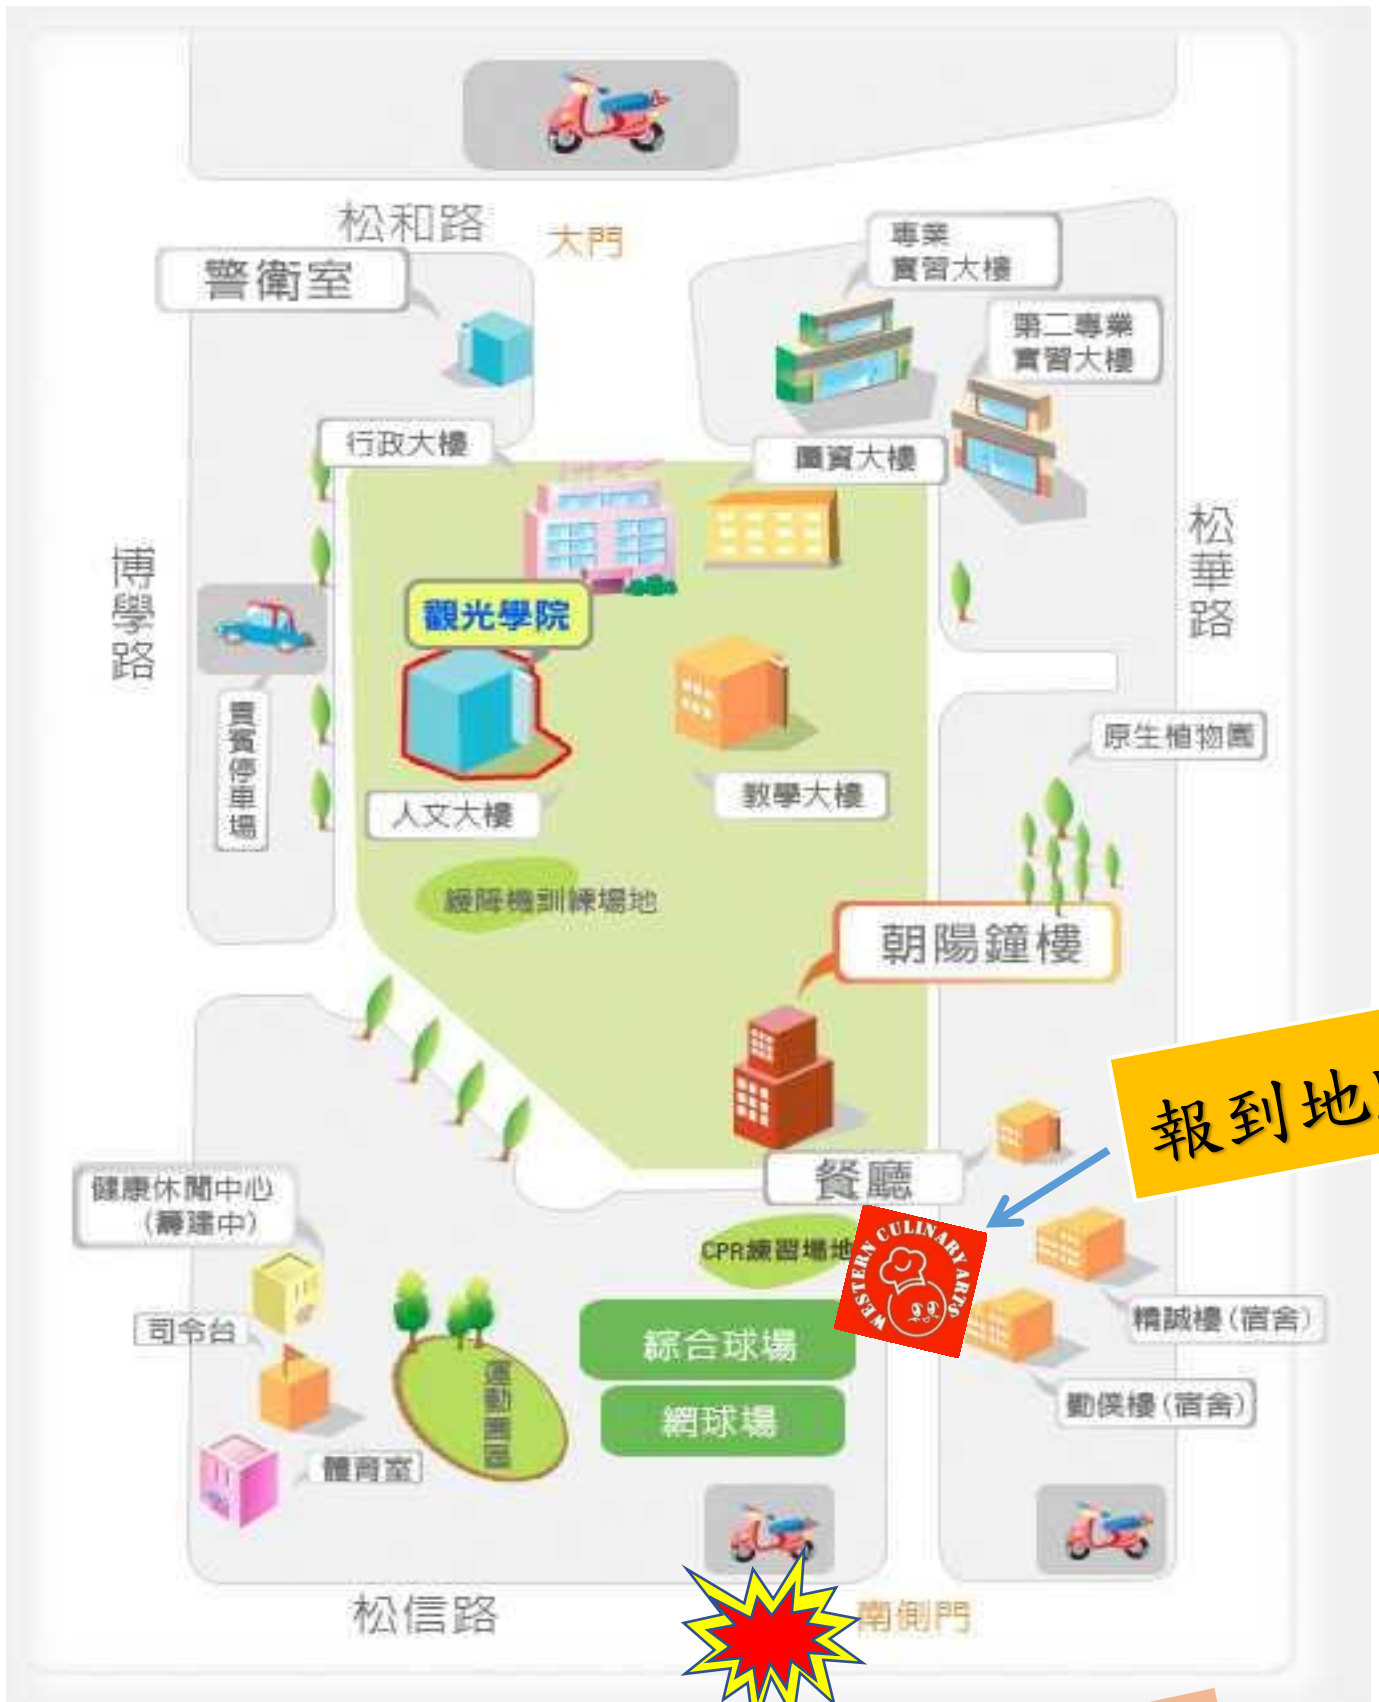 松和路
大門
警衛室
專業
實習大樓
第二專業
實習大樓
行政大樓
圖資大樓
博學路
松華路
觀光學院
貴賓停車場
原生植物園
教學大樓
人文大樓
緩降機訓練場地
朝陽鐘樓
報到地
餐廳
健康休閒中心
(籌建中)
CPR練習場地
WESTERN CULINARY ARTS
精誠樓(宿舍)
司令台
綜合球場
運動
勤僕樓(宿舍)
網球場
體育室
松信路
南側門